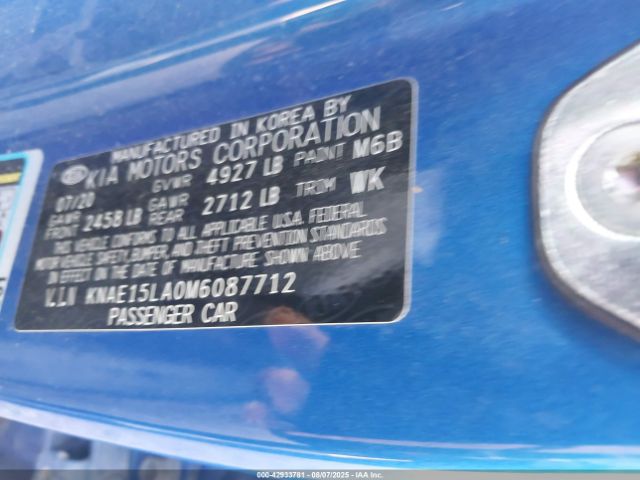 MANUFACTURED IN KOREA BY
KIA MOTORS CORPORATION
07/20 GVWR 4927 LB PAINT M6B
GAWR FRONT 2458 LB GAWR REAR 2712 LB TRIM WK
THIS VEHICLE CONFORMS TO ALL APPLICABLE U.S.A. FEDERAL
MOTOR VEHICLE SAFETY, BUMPER, AND THEFT PREVENTION STANDARDS
IN EFFECT ON THE DATE OF MANUFACTURE SHOWN ABOVE.
V.I.N KNAE15LA0M6087712
PASSENGER CAR
000-42933781 - 08/07/2025 - IAA, Inc.